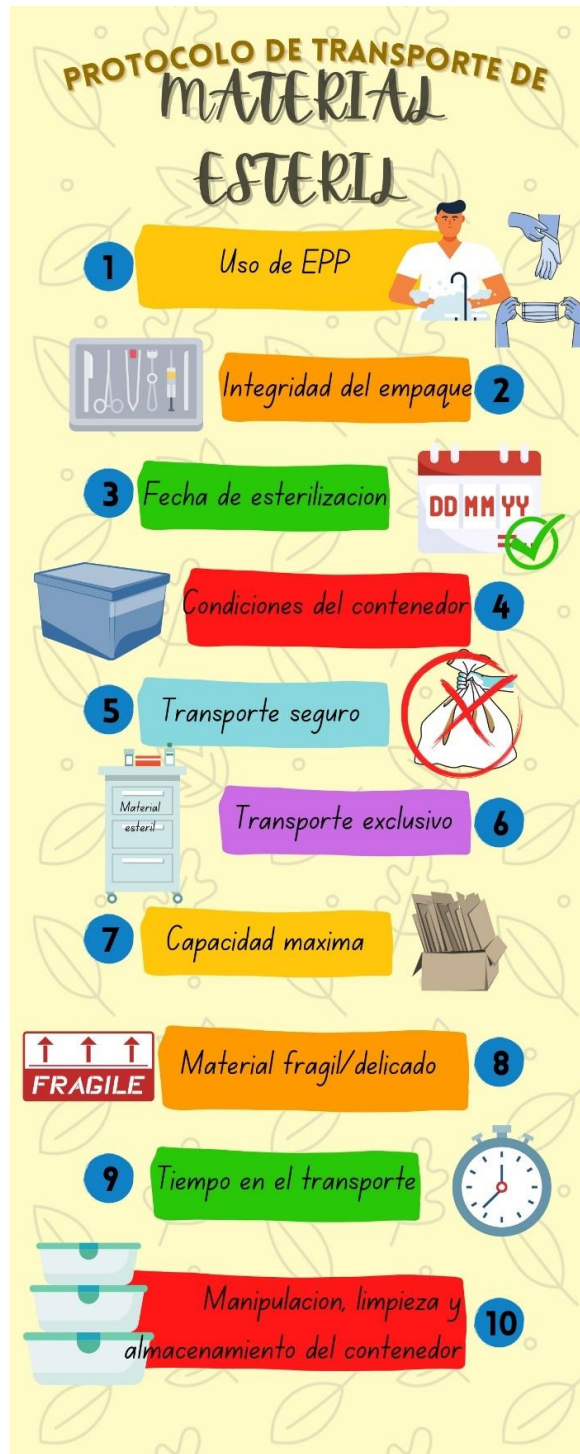 PROTOCOLO DE TRANSPORTE DE
MATERIAL
ESTERIL
1
Uso de EPP
Integridad del empaque
2
3
Fecha de esterilizacion
DD MM YY
Condiciones del contenedor
4
5
Transporte seguro
Material
esteril
Transporte exclusivo
6
7
Capacidad maxima
FRAGILE
Material fragil/delicado
8
9
Tiempo en el transporte
Manipulacion, limpieza y
almacenamiento del contenedor
10